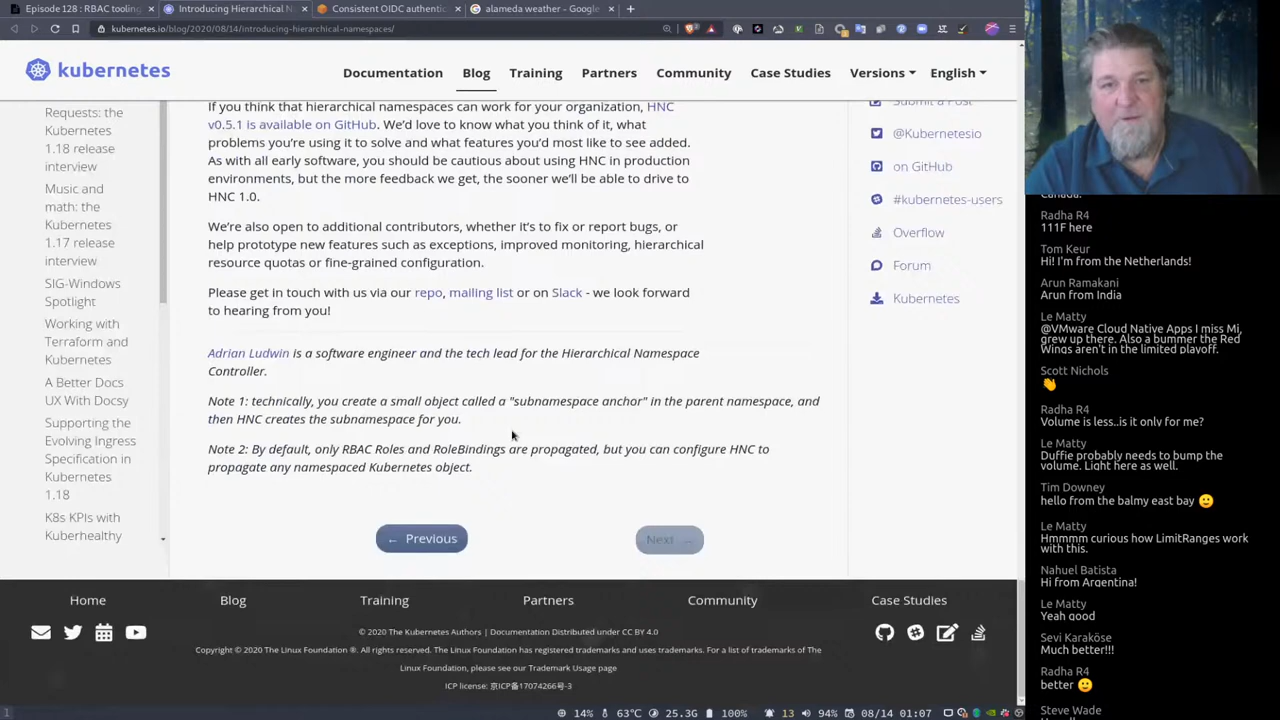 Episode 128 : RBAC tooling
Introducing Hierarchical N
Consistent OIDC authentic
alameda weather - Google
kubernetes.io/blog/2020/08/14/introducing-hierarchical-namespaces/
kubernetes
Documentation
Blog
Training
Partners
Community
Case Studies
Versions
English
Requests: the
Kubernetes
1.18 release
interview
Music and
math: the
Kubernetes
1.17 release
interview
SIG-Windows
Spotlight
Working with
Terraform and
Kubernetes
A Better Docs
UX With Docsy
Supporting the
Evolving Ingress
Specification in
Kubernetes
1.18
K8s KPIs with
Kuberhealthy
If you think that hierarchical namespaces can work for your organization, HNC
v0.5.1 is available on GitHub. We’d love to know what you think of it, what
problems you’re using it to solve and what features you’d most like to see added.
As with all early software, you should be cautious about using HNC in production
environments, but the more feedback we get, the sooner we’ll be able to drive to
HNC 1.0.
We’re also open to additional contributors, whether it’s to fix or report bugs, or
help prototype new features such as exceptions, improved monitoring, hierarchical
resource quotas or fine-grained configuration.
Please get in touch with us via our repo, mailing list or on Slack - we look forward
to hearing from you!
Adrian Ludwin is a software engineer and the tech lead for the Hierarchical Namespace
Controller.
Note 1: technically, you create a small object called a "subnamespace anchor" in the parent namespace, and
then HNC creates the subnamespace for you.
Note 2: By default, only RBAC Roles and RoleBindings are propagated, but you can configure HNC to
propagate any namespaced Kubernetes object.
← Previous
Next →
Submit a Post
@Kubernetesio
on GitHub
#kubernetes-users
Overflow
Forum
Kubernetes
Home
Blog
Training
Partners
Community
Case Studies
© 2020 The Kubernetes Authors | Documentation Distributed under CC BY 4.0
Copyright © 2020 The Linux Foundation ®. All rights reserved. The Linux Foundation has registered trademarks and uses trademarks. For a list of trademarks of The
Linux Foundation, please see our Trademark Usage page
ICP license: 京ICP备17074266号-3
1
14%
63℃
25.3G
100%
13
94%
08/14 01:07
Canada.
Radha R4
111F here
Tom Keur
Hi! I'm from the Netherlands!
Arun Ramakani
Arun from India
Le Matty
@VMware Cloud Native Apps I miss Mi,
grew up there. Also a bummer the Red
Wings aren't in the limited playoff.
Scott Nichols
👏
Radha R4
Volume is less..is it only for me?
Le Matty
Duffie probably needs to bump the
volume. Light here as well.
Tim Downey
hello from the balmy east bay 🙂
Le Matty
Hmmmm curious how LimitRanges work
with this.
Nahuel Batista
Hi from Argentina!
Le Matty
Yeah good
Sevi Karaköse
Much better!!!
Radha R4
better 🙂
Steve Wade